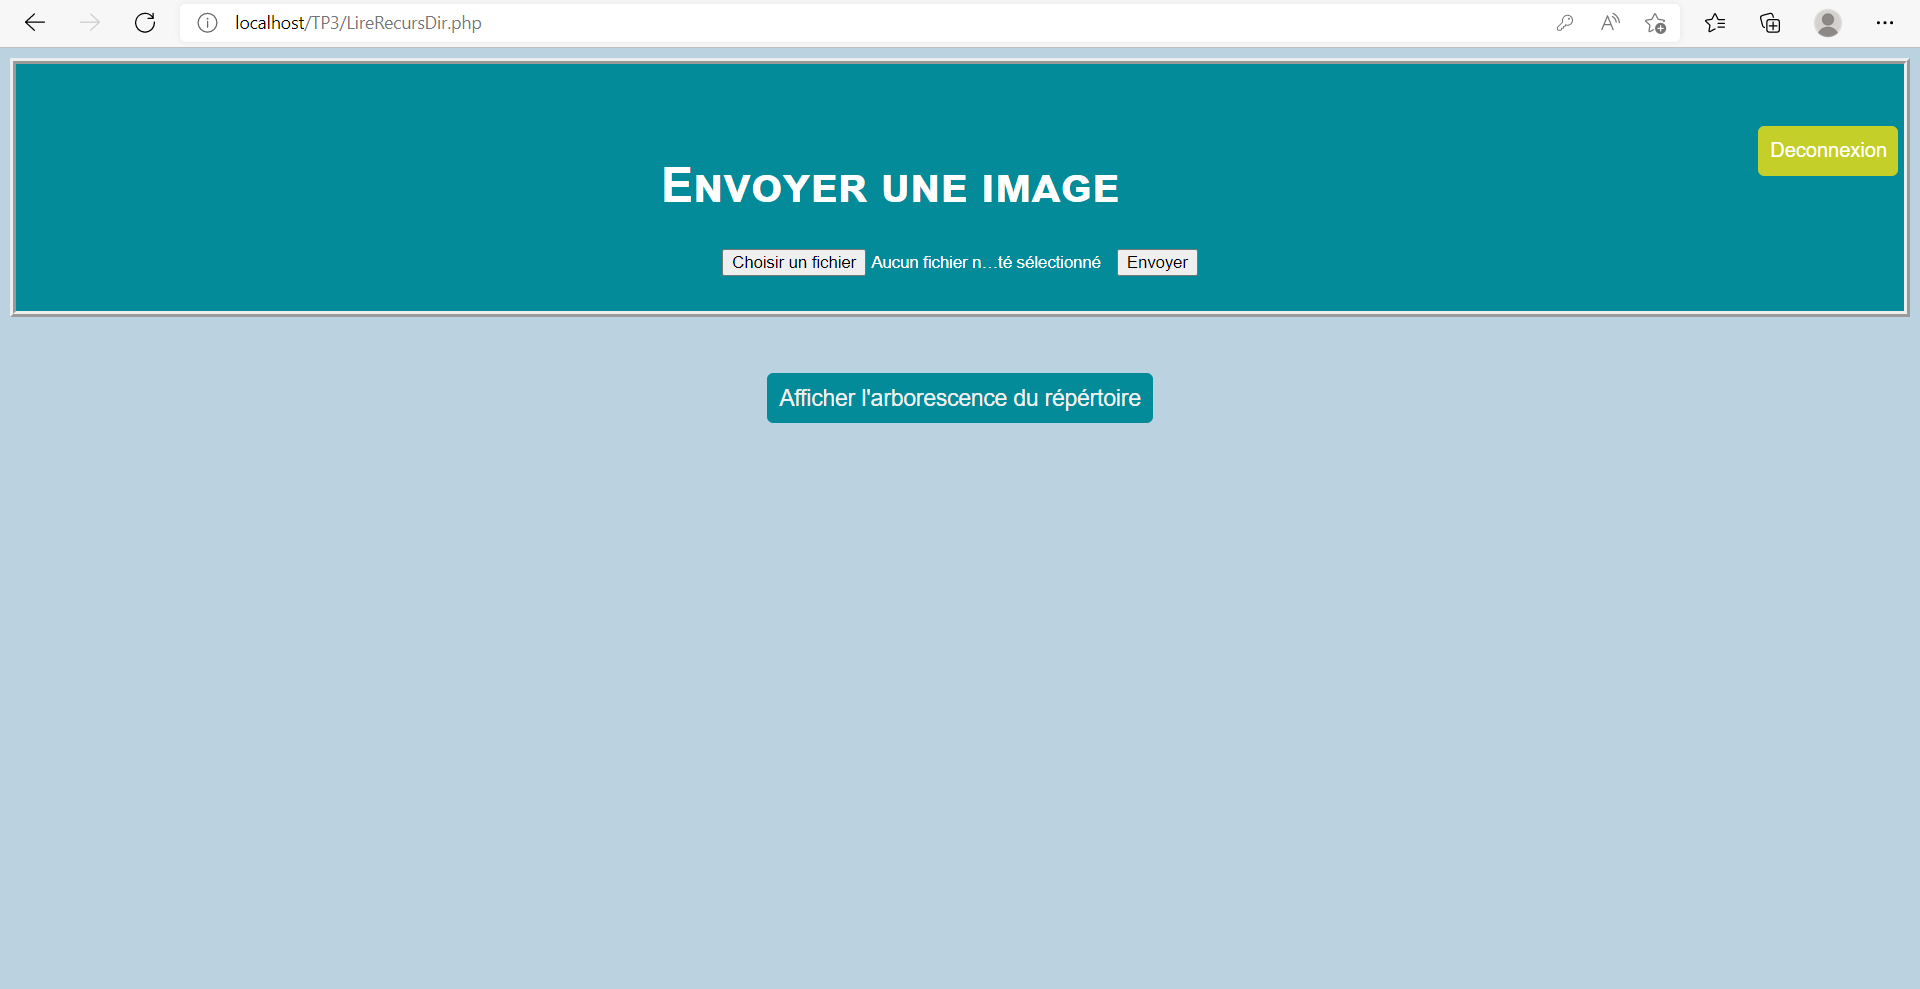 localhost/TP3/LireRecursDir.php
Deconnexion
Envoyer une image
Choisir un fichier Aucun fichier n...té sélectionné Envoyer
Afficher l'arborescence du répértoire